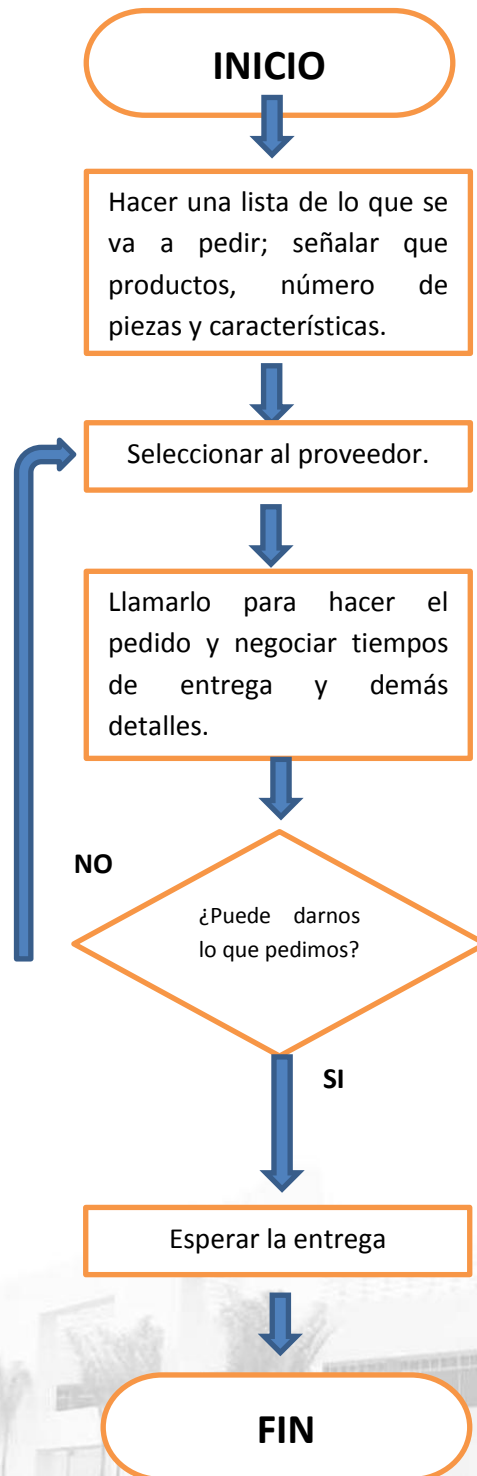 INICIO
Hacer una lista de lo que se
va a pedir; señalar que
productos, número de
piezas y características.
Seleccionar al proveedor.
Llamarlo para hacer el
pedido y negociar tiempos
de entrega y demás
detalles.
NO
¿Puede darnos
lo que pedimos?
SI
Esperar la entrega
FIN